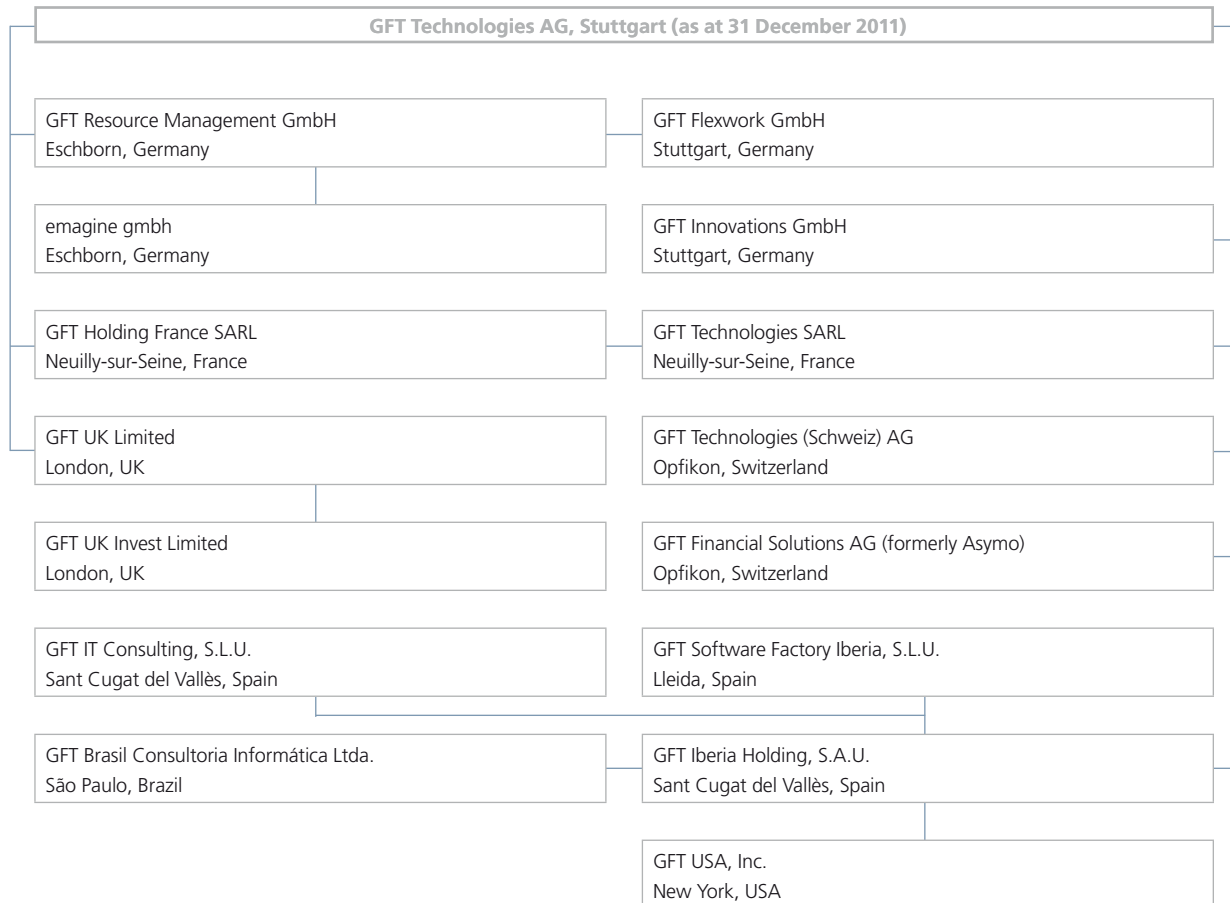 GFT Technologies AG, Stuttgart (as at 31 December 2011)
GFT Resource Management GmbH
Eschborn, Germany
GFT Flexwork GmbH
Stuttgart, Germany
emagine gmbh
Eschborn, Germany
GFT Innovations GmbH
Stuttgart, Germany
GFT Holding France SARL
Neuilly-sur-Seine, France
GFT Technologies SARL
Neuilly-sur-Seine, France
GFT UK Limited
London, UK
GFT Technologies (Schweiz) AG
Opfikon, Switzerland
GFT UK Invest Limited
London, UK
GFT Financial Solutions AG (formerly Asymo)
Opfikon, Switzerland
GFT IT Consulting, S.L.U.
Sant Cugat del Vallès, Spain
GFT Software Factory Iberia, S.L.U.
Lleida, Spain
GFT Brasil Consultoria Informática Ltda.
São Paulo, Brazil
GFT Iberia Holding, S.A.U.
Sant Cugat del Vallès, Spain
GFT USA, Inc.
New York, USA